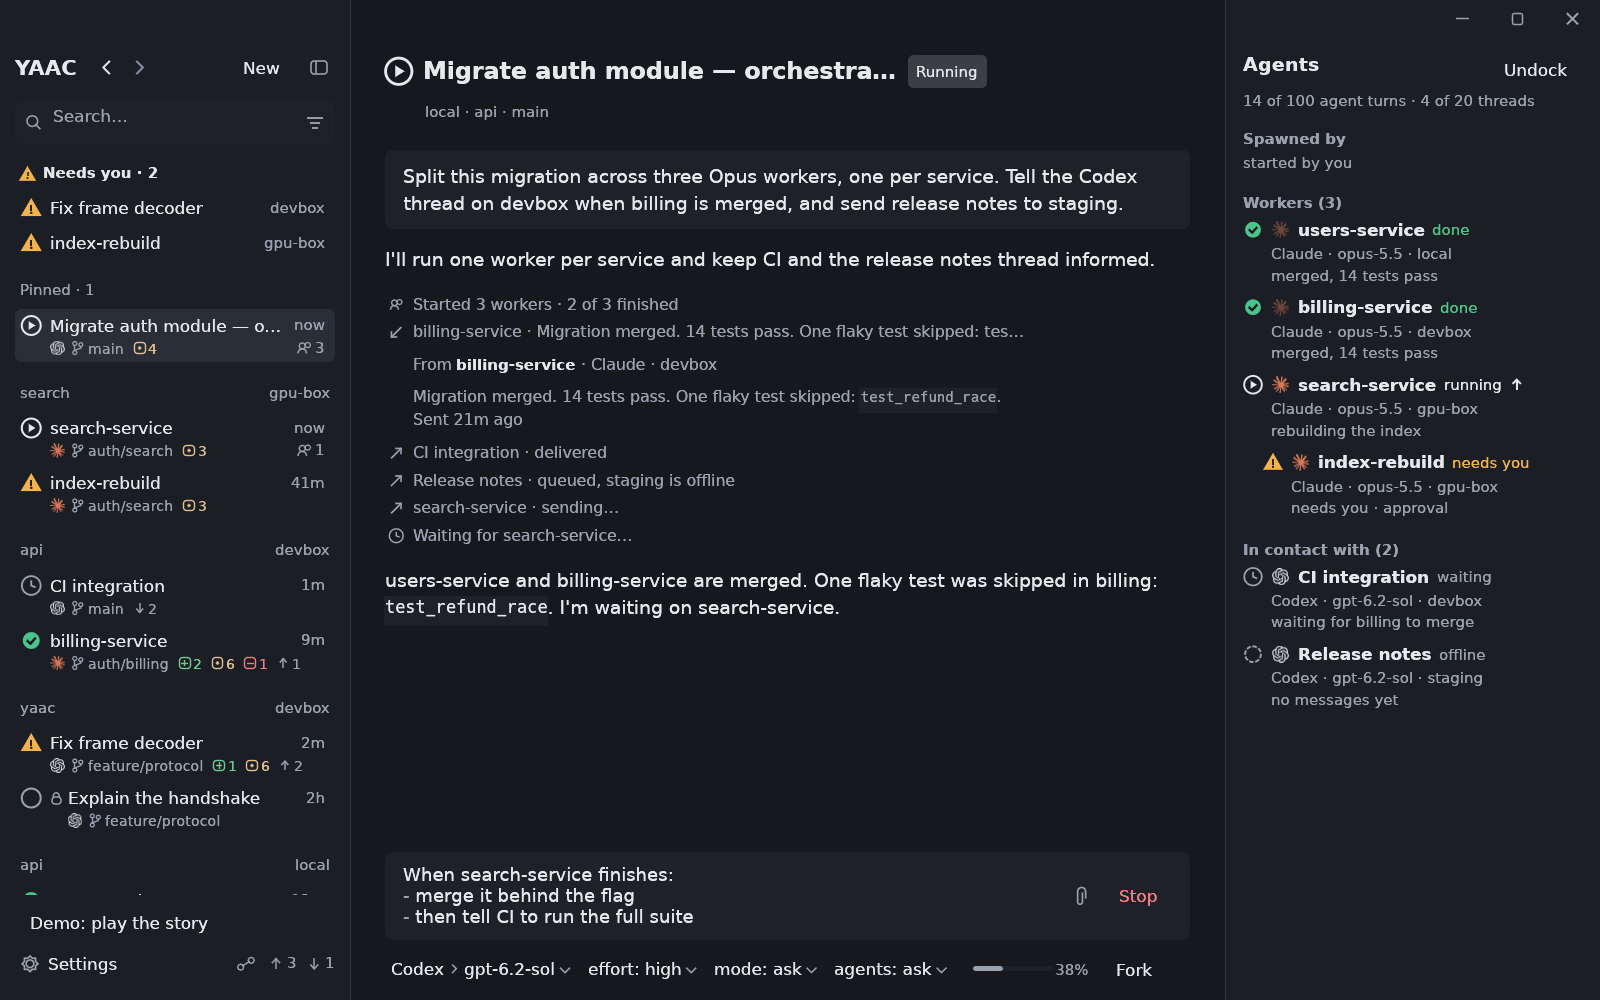 YAAC
New
Search...
Needs you · 2
Fix frame decoder devbox
index-rebuild gpu-box
Pinned · 1
Migrate auth module — o... now
main 4 3
search gpu-box
search-service now
auth/search 3 1
index-rebuild 41m
auth/search 3
api devbox
CI integration 1m
main ↓2
billing-service 9m
auth/billing 2 6 1 ↑1
yaac devbox
Fix frame decoder 2m
feature/protocol 1 6 ↑2
Explain the handshake 2h
feature/protocol
api local
Demo: play the story
Settings ↑3 ↓1
Migrate auth module — orchestra... Running
local · api · main
Split this migration across three Opus workers, one per service. Tell the Codex
thread on devbox when billing is merged, and send release notes to staging.
I'll run one worker per service and keep CI and the release notes thread informed.
Started 3 workers · 2 of 3 finished
↙ billing-service · Migration merged. 14 tests pass. One flaky test skipped: tes...
From billing-service · Claude · devbox
Migration merged. 14 tests pass. One flaky test skipped: test_refund_race.
Sent 21m ago
↗ CI integration · delivered
↗ Release notes · queued, staging is offline
↗ search-service · sending...
Waiting for search-service...
users-service and billing-service are merged. One flaky test was skipped in billing:
test_refund_race. I'm waiting on search-service.
When search-service finishes:
- merge it behind the flag
- then tell CI to run the full suite
Stop
Codex > gpt-6.2-sol effort: high mode: ask agents: ask 38% Fork
Agents Undock
14 of 100 agent turns · 4 of 20 threads
Spawned by
started by you
Workers (3)
users-service done
Claude · opus-5.5 · local
merged, 14 tests pass
billing-service done
Claude · opus-5.5 · devbox
merged, 14 tests pass
search-service running ↑
Claude · opus-5.5 · gpu-box
rebuilding the index
index-rebuild needs you
Claude · opus-5.5 · gpu-box
needs you · approval
In contact with (2)
CI integration waiting
Codex · gpt-6.2-sol · devbox
waiting for billing to merge
Release notes offline
Codex · gpt-6.2-sol · staging
no messages yet